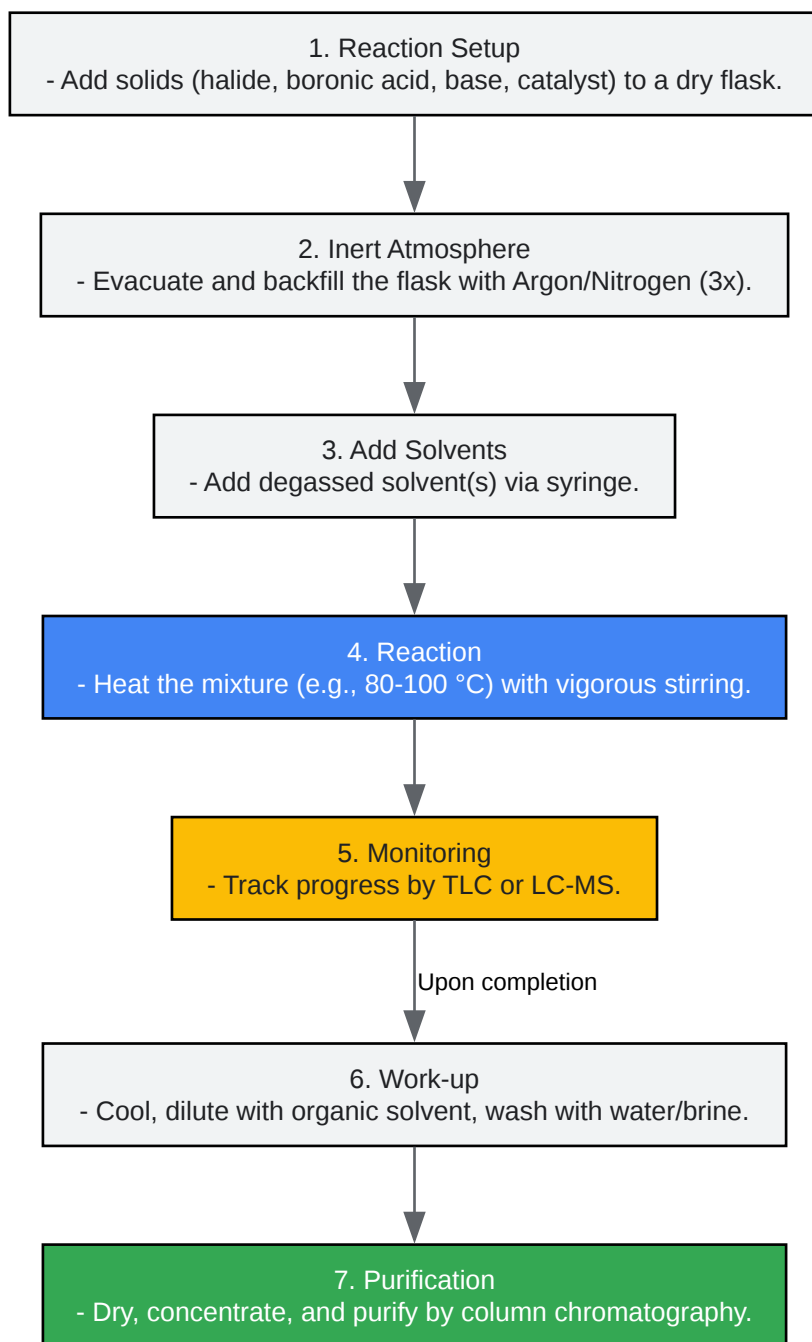 1. Reaction Setup
- Add solids (halide, boronic acid, base, catalyst) to a dry flask.
2. Inert Atmosphere
- Evacuate and backfill the flask with Argon/Nitrogen (3x).
3. Add Solvents
- Add degassed solvent(s) via syringe.
4. Reaction
- Heat the mixture (e.g., 80-100 °C) with vigorous stirring.
5. Monitoring
- Track progress by TLC or LC-MS.
Upon completion
6. Work-up
- Cool, dilute with organic solvent, wash with water/brine.
7. Purification
- Dry, concentrate, and purify by column chromatography.